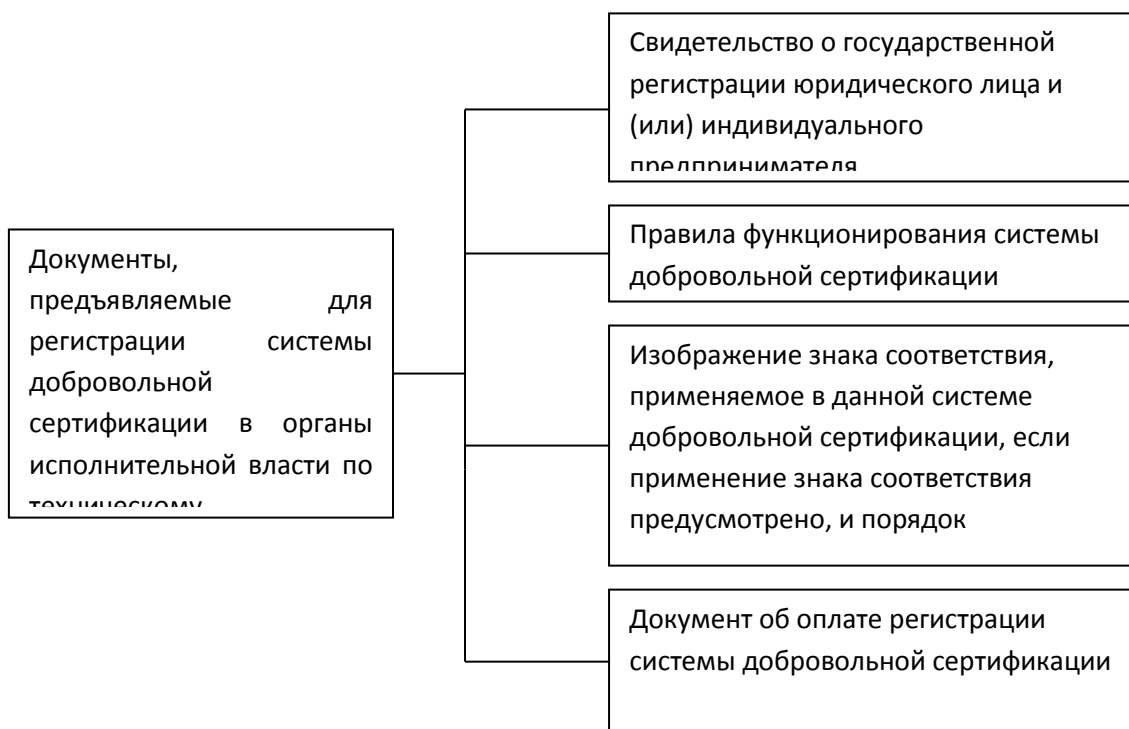 Документы,
предъявляемые для
регистрации системы
добровольной
сертификации в органы
исполнительной власти по
техническому
Свидетельство о государственной
регистрации юридического лица и
(или) индивидуального
предпринимателя
Правила функционирования системы
добровольной сертификации
Изображение знака соответствия,
применяемое в данной системе
добровольной сертификации, если
применение знака соответствия
предусмотрено, и порядок
Документ об оплате регистрации
системы добровольной сертификации